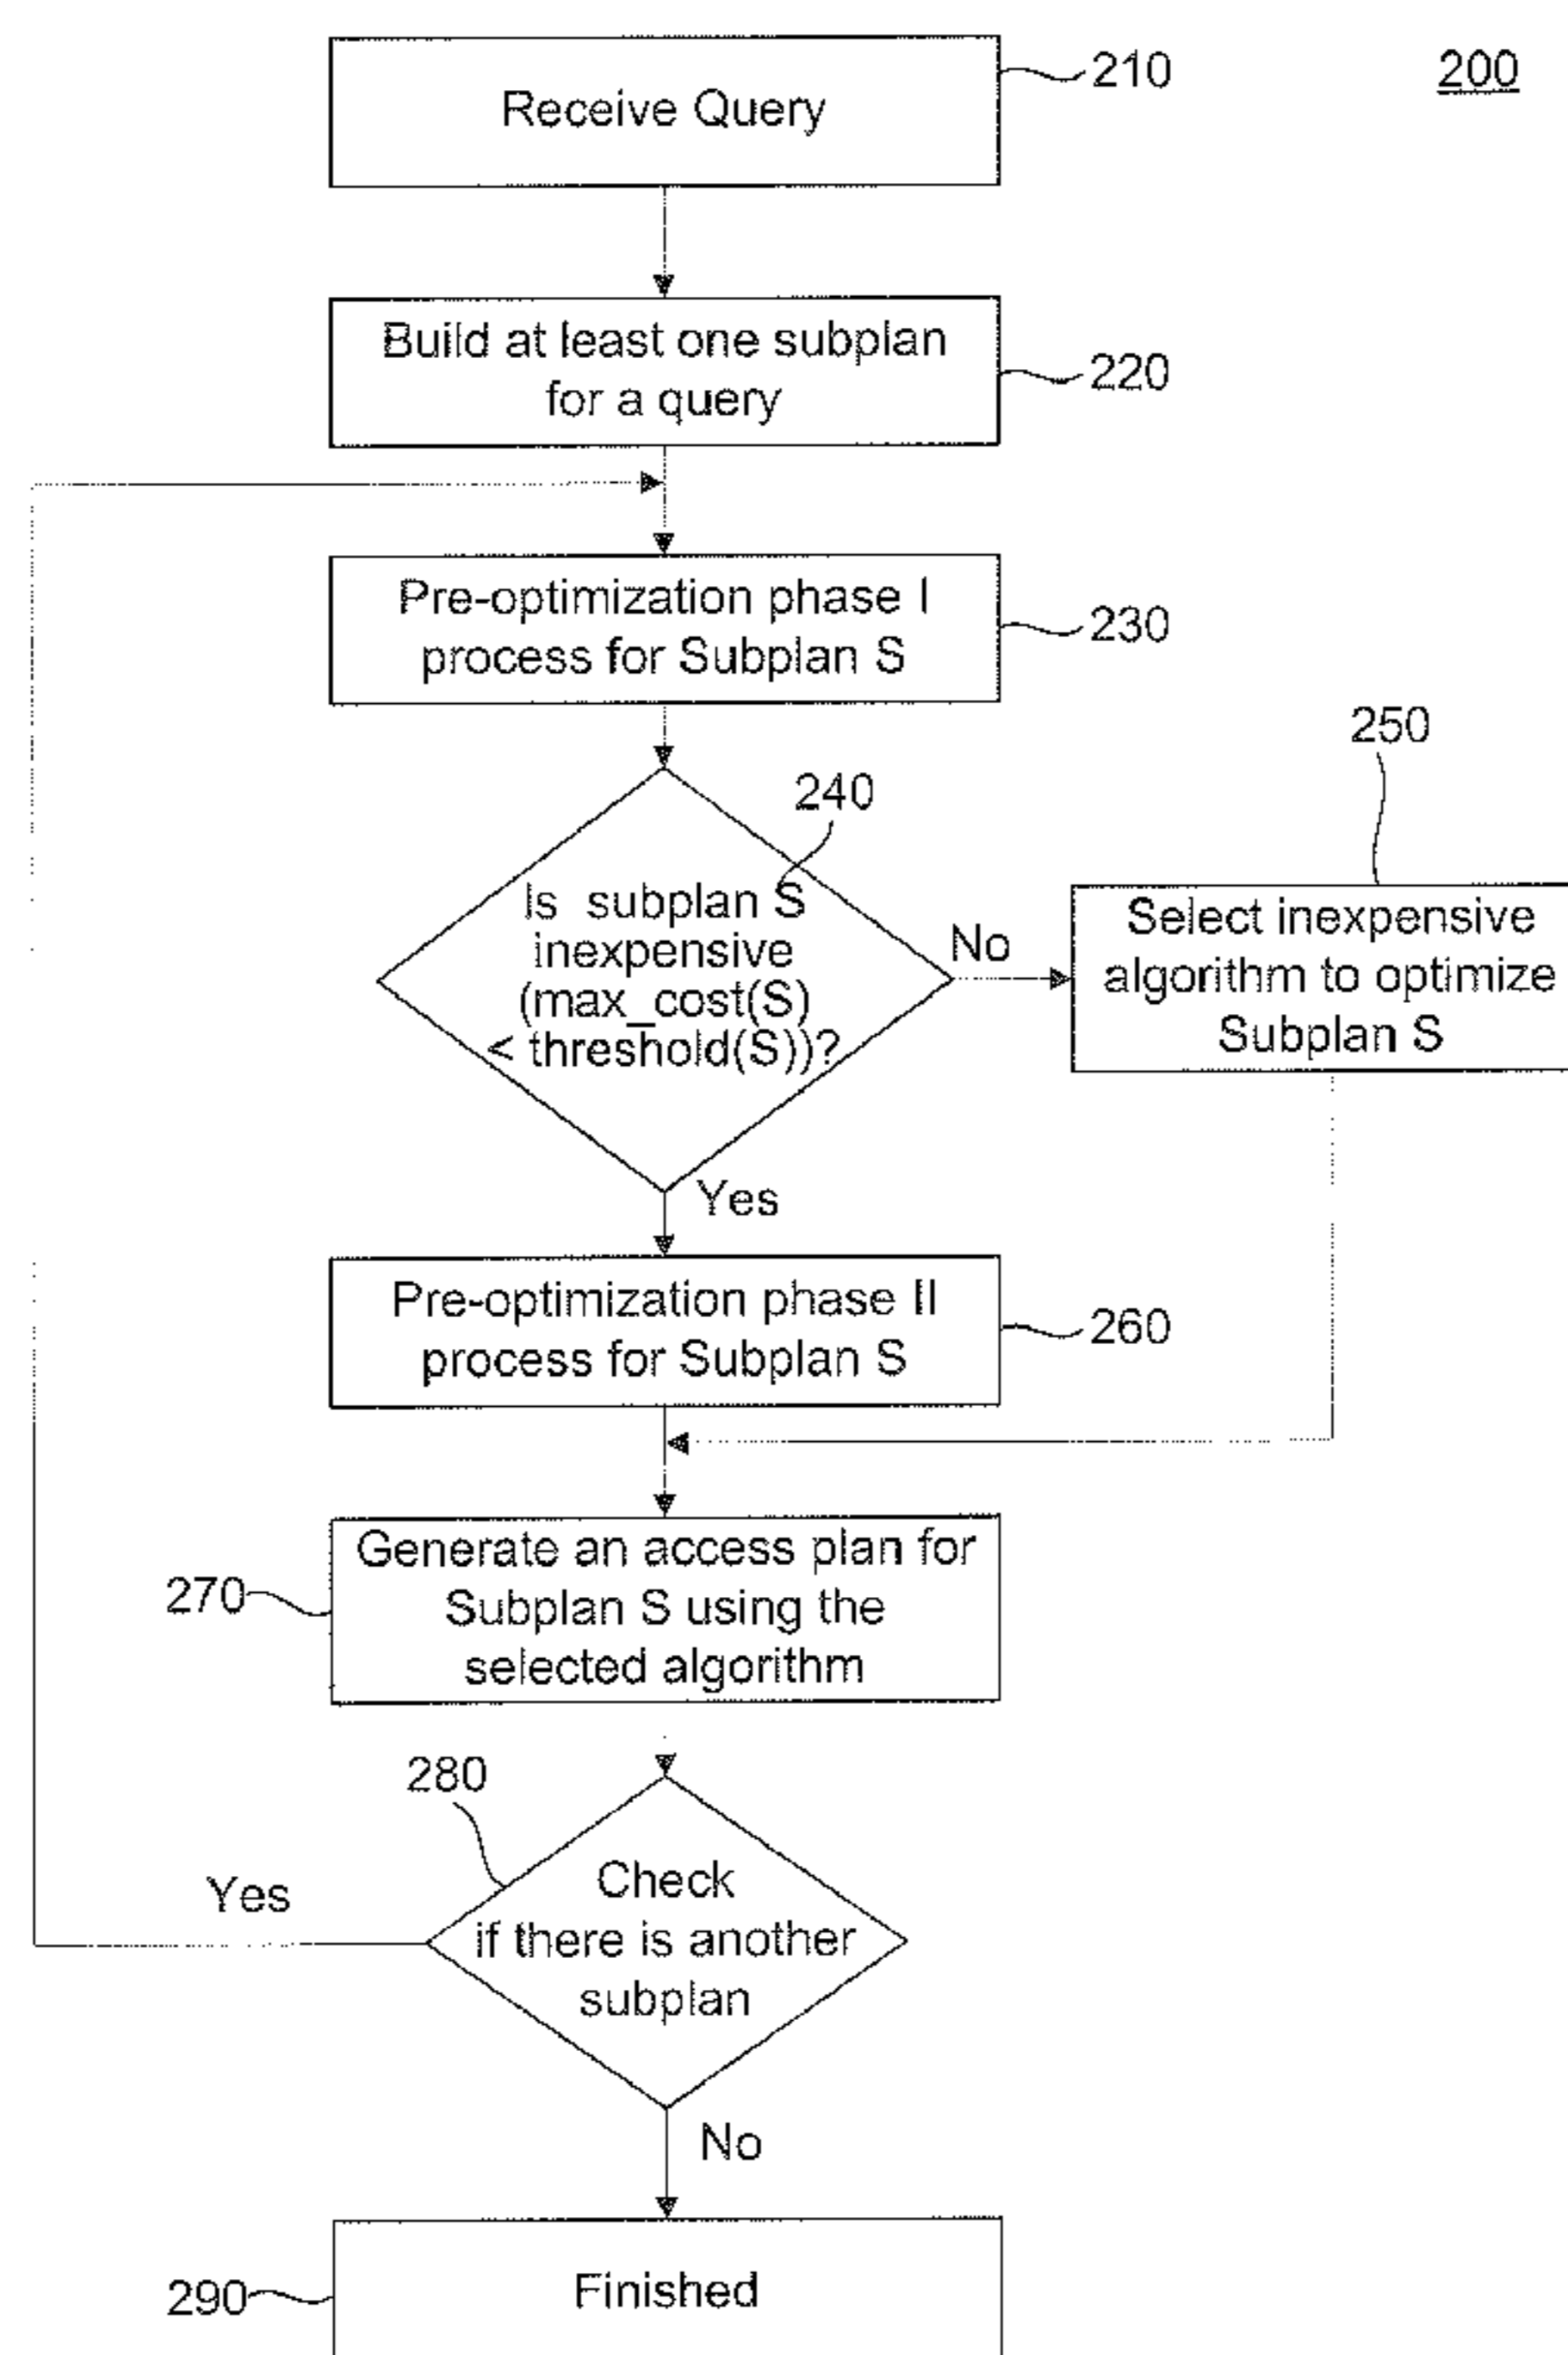 200
Receive Query
210
Build at least one subplan
for a query
220
Pre-optimization phase I
process for Subplan S
230
240
Is subplan S
inexpensive
(max_cost(S)
< threshold(S))?
No
250
Select inexpensive
algorithm to optimize
Subplan S
Yes
Pre-optimization phase II
process for Subplan S
260
Generate an access plan for
Subplan S using the
selected algorithm
270
280
Check
if there is another
subplan
Yes
No
Finished
290